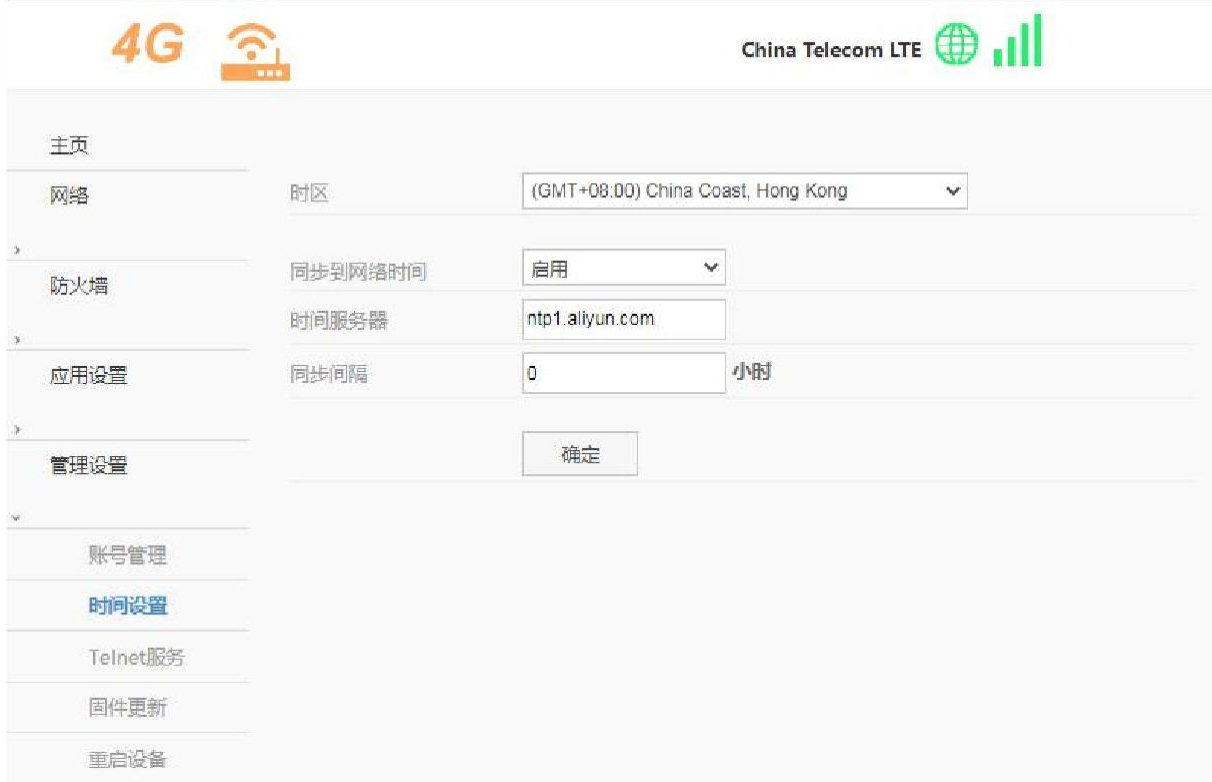 4G
China Telecom LTE
主页
网络
时区
(GMT+08:00) China Coast, Hong Kong
同步到网络时间
启用
防火墙
时间服务器
ntp1.aliyun.com
应用设置
同步间隔
0
小时
确定
管理设置
账号管理
时间设置
Telnet服务
固件更新
重启设备